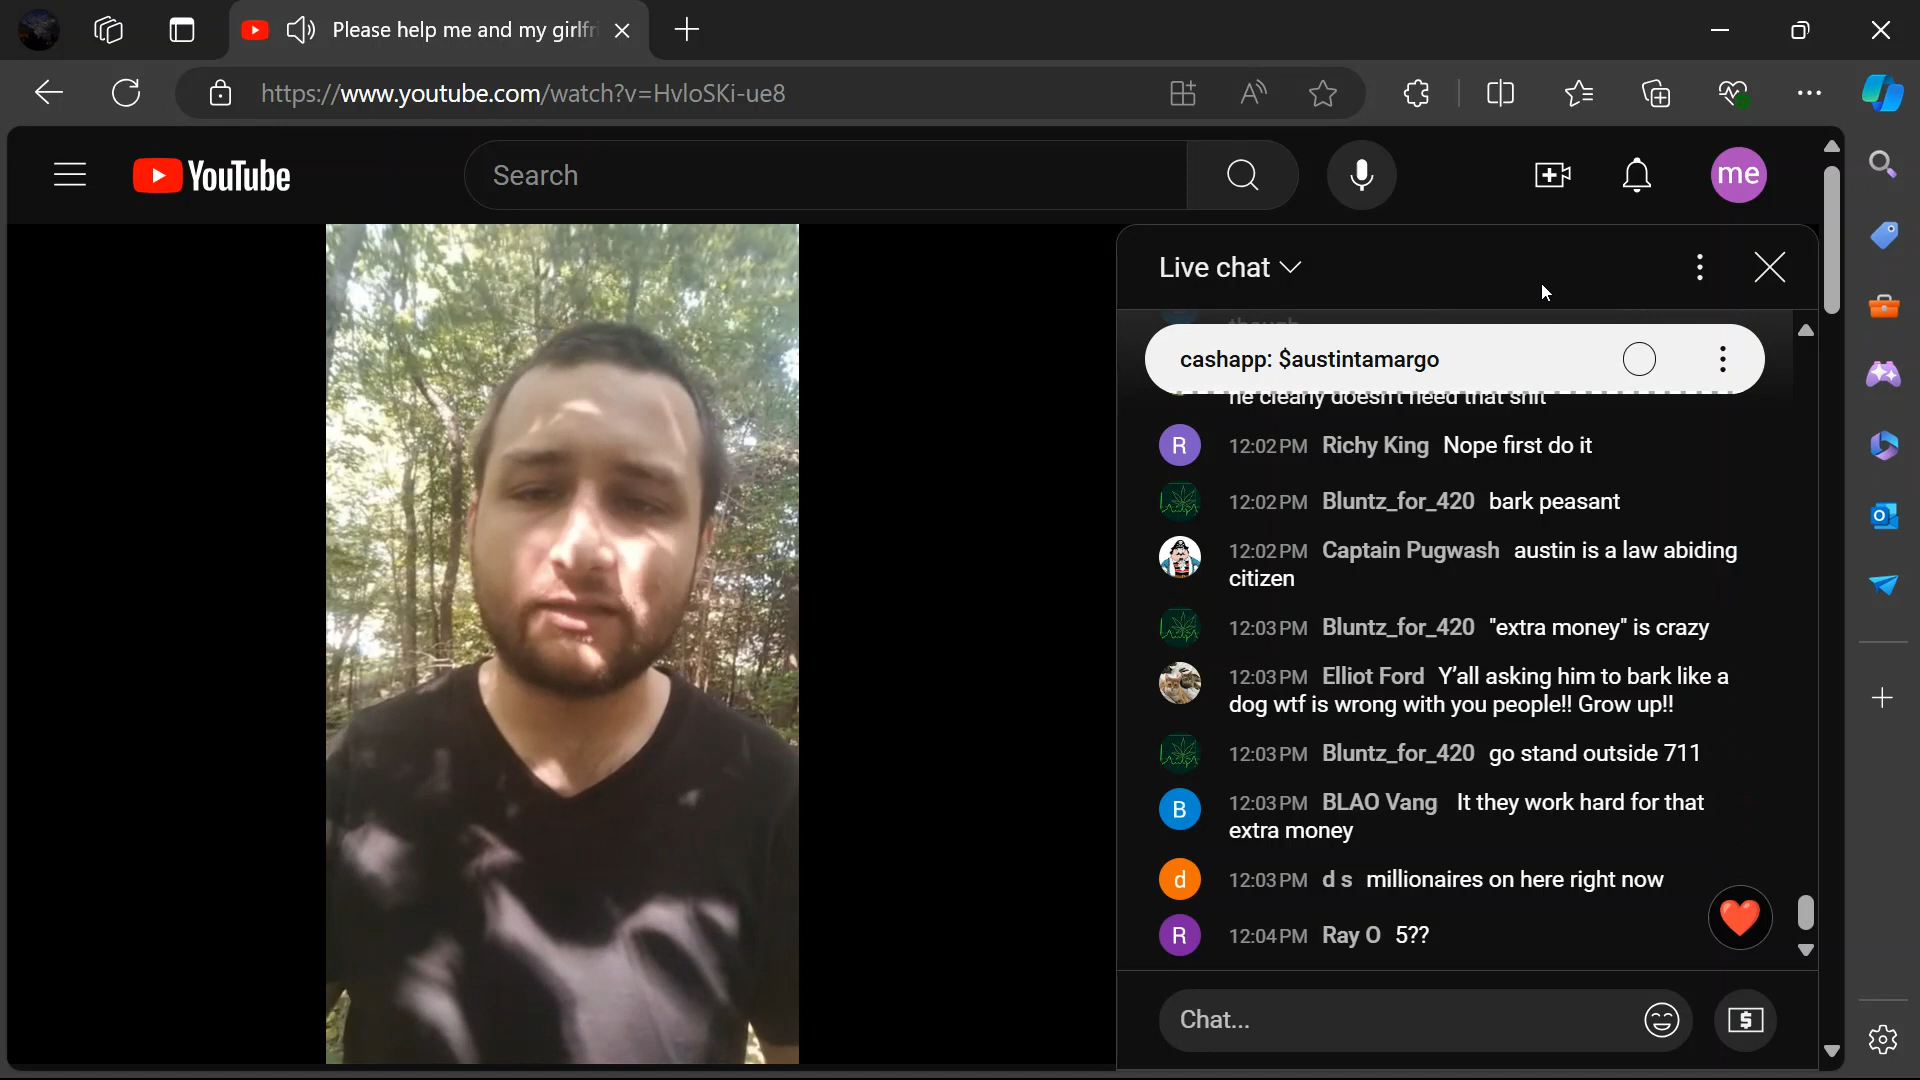 Please help me and my girlfr
https://www.youtube.com/watch?v=HvloSKi-ue8
YouTube
Search
me
Live chat
cashapp: $austintamargo
he clearly doesn't need that shit
R 12:02 PM Richy King Nope first do it
12:02 PM Bluntz_for_420 bark peasant
12:02 PM Captain Pugwash austin is a law abiding
citizen
12:03 PM Bluntz_for_420 "extra money" is crazy
12:03 PM Elliot Ford Y'all asking him to bark like a
dog wtf is wrong with you people!! Grow up!!
12:03 PM Bluntz_for_420 go stand outside 711
B 12:03 PM BLAO Vang It they work hard for that
extra money
d 12:03 PM d s millionaires on here right now
R 12:04 PM Ray O 5??
Chat...